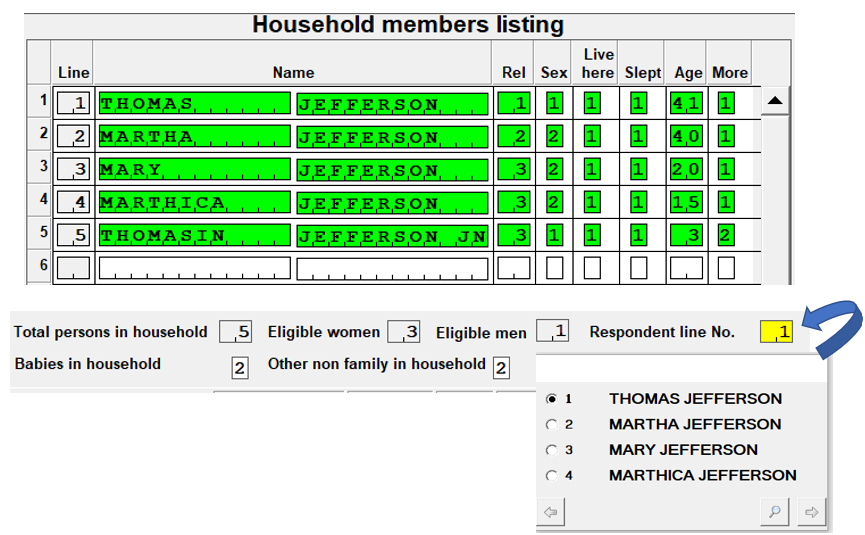 Household members listing
Line Name Rel Sex Live here Slept Age More
1 1 THOMAS JEFFERSON 1 1 1 1 41 1
2 2 MARTHA JEFFERSON 2 2 1 1 40 1
3 3 MARY JEFFERSON 3 2 1 1 20 1
4 4 MARTHICA JEFFERSON 3 2 1 1 15 1
5 5 THOMASIN JEFFERSON JN 3 1 1 1 3 2
6
Total persons in household 5 Eligible women 3 Eligible men 1 Respondent line No. 1
Babies in household 2 Other non family in household 2
1 THOMAS JEFFERSON
2 MARTHA JEFFERSON
3 MARY JEFFERSON
4 MARTHICA JEFFERSON